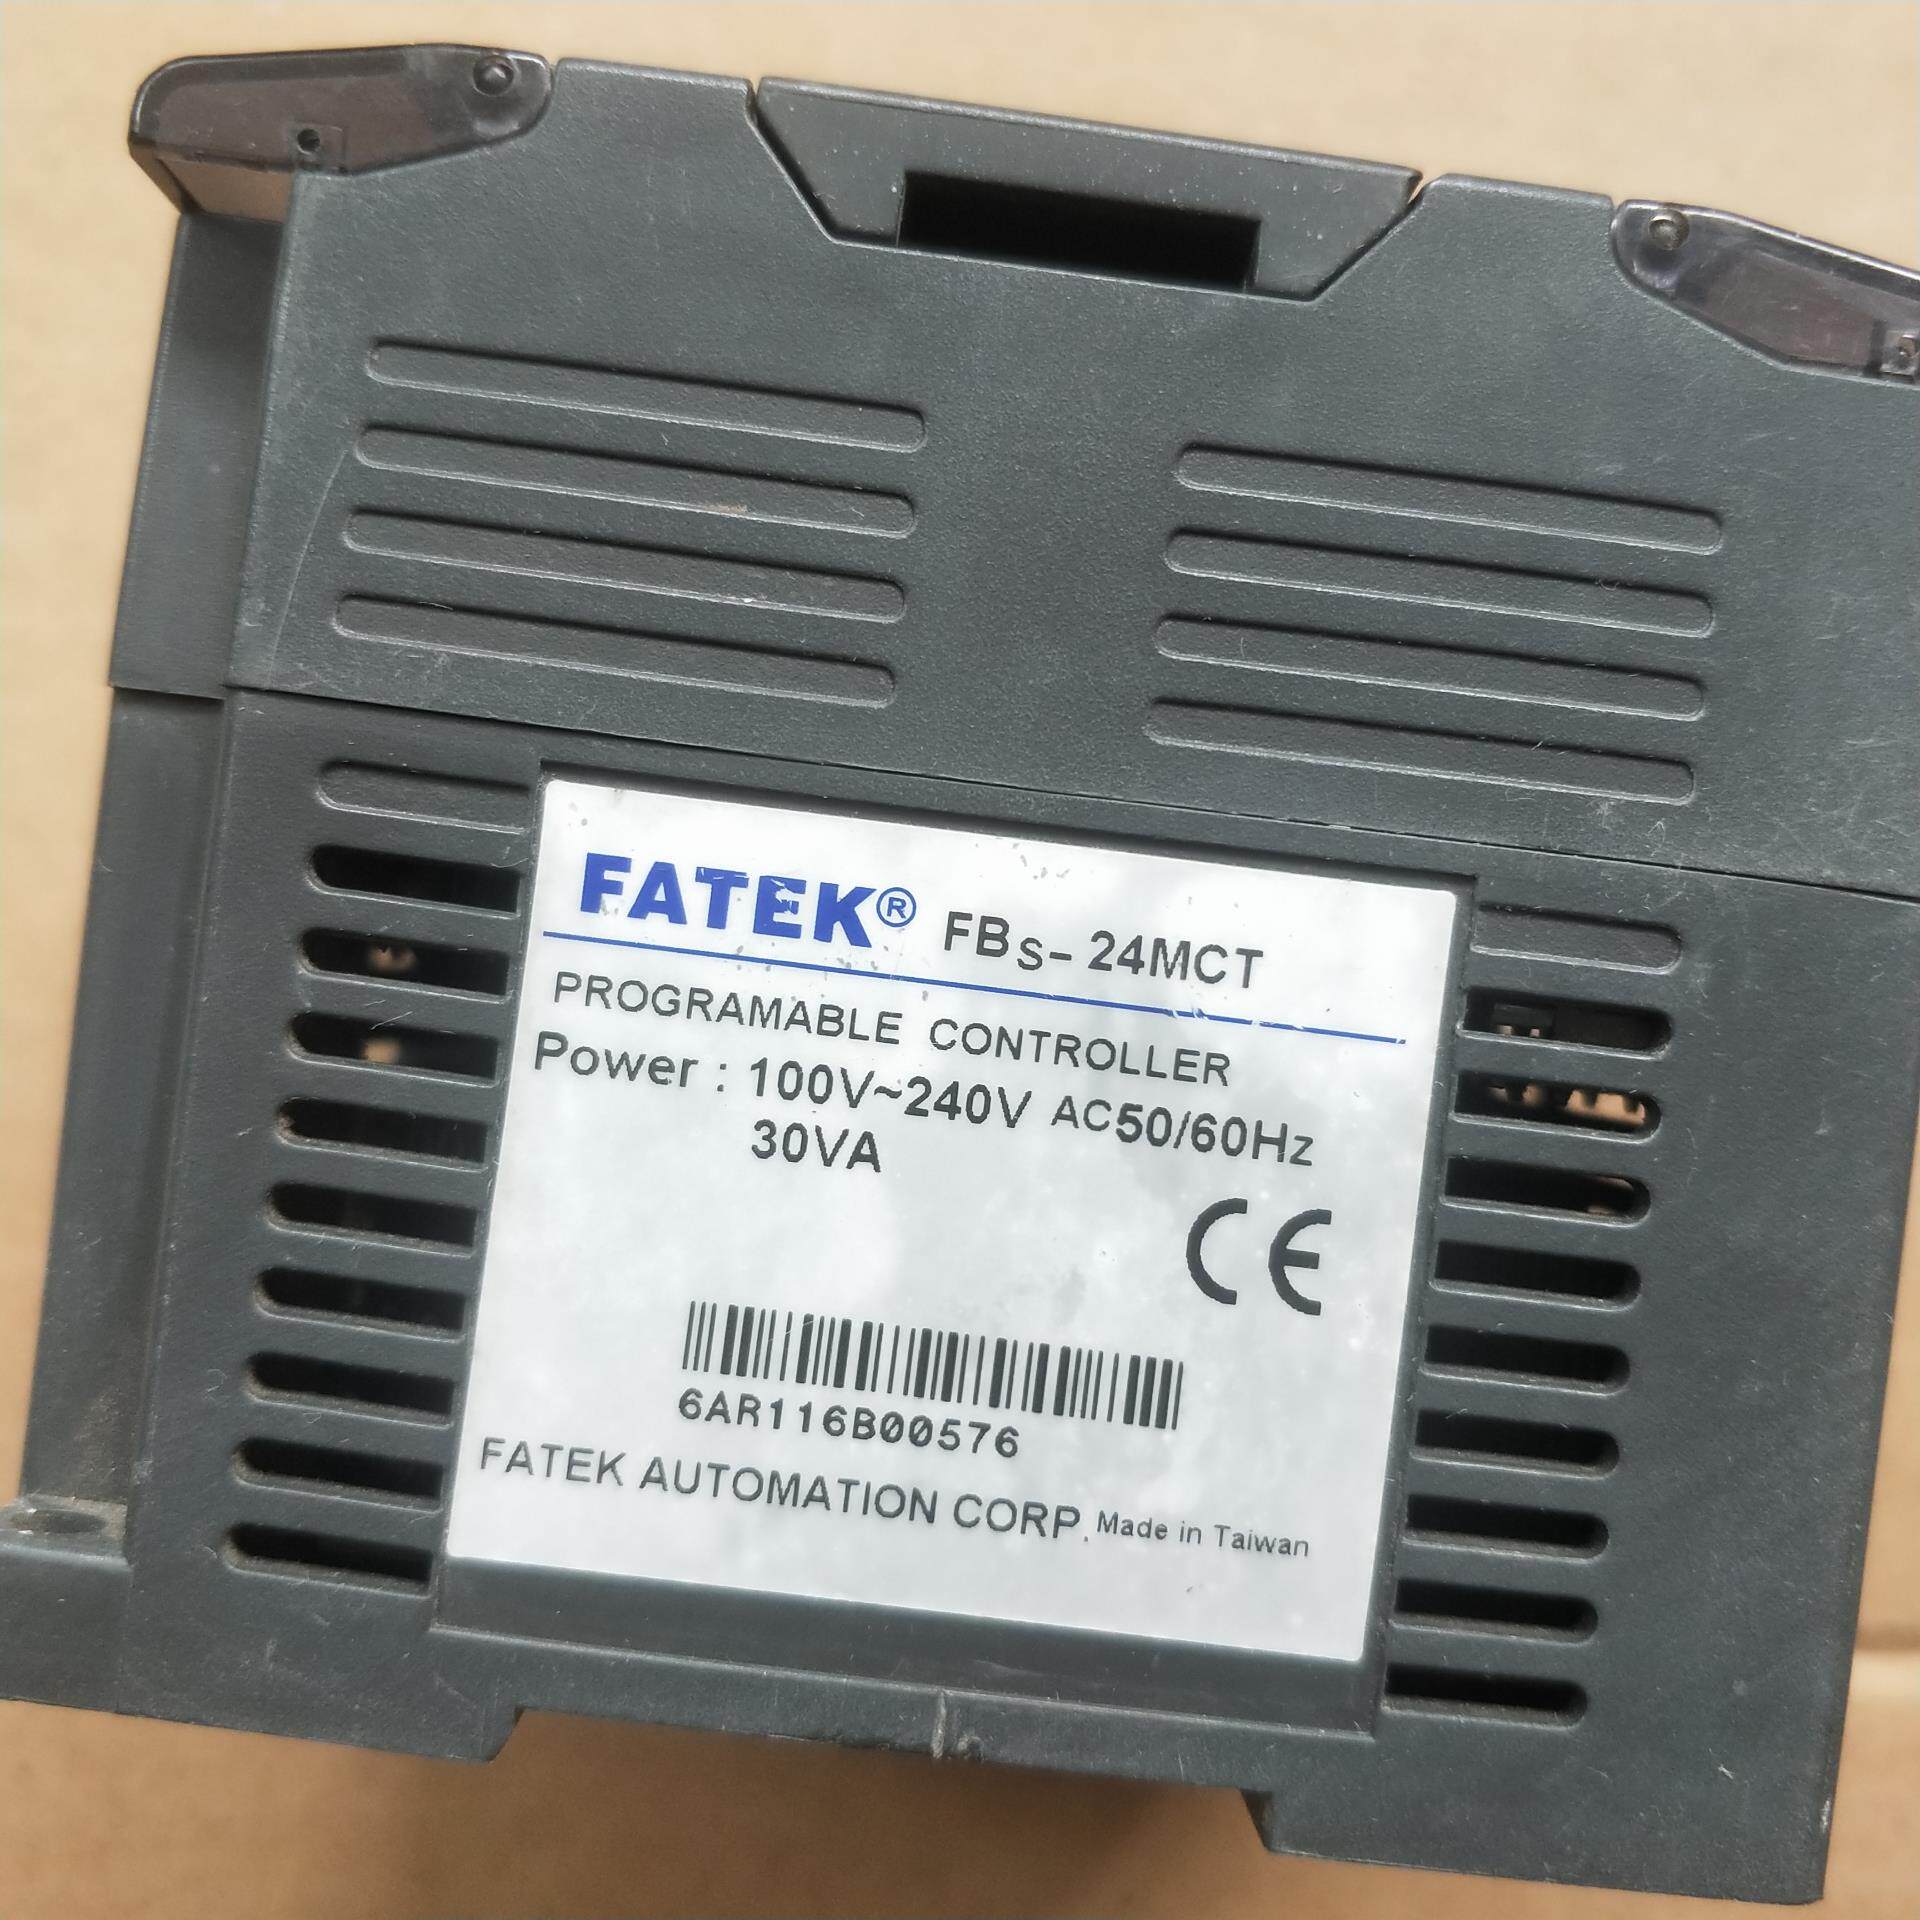 FATEK® FBs-24MCT
PROGRAMABLE CONTROLLER
Power : 100V~240V AC50/60Hz
30VA
CE
6AR116B00576
FATEK AUTOMATION CORP. Made in Taiwan